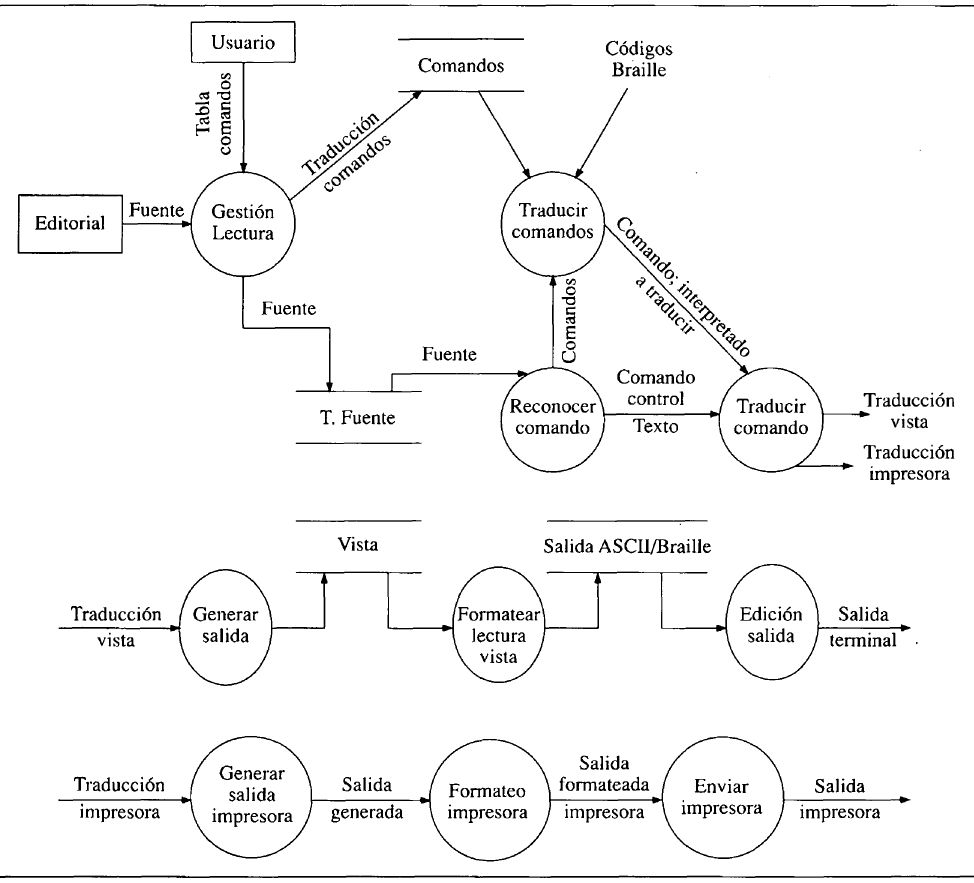 Usuario
Tabla
comandos
Editorial
Fuente
Gestión
Lectura
Traducción
comandos
Comandos
Códigos
Braille
Traducir
comandos
Fuente
T. Fuente
Fuente
Comandos
Reconocer
comando
Comando; interpretado
a traducir
Comando
control
Texto
Traducir
comando
Traducción
vista
Traducción
impresora
Traducción
vista
Generar
salida
Vista
Formatear
lectura
vista
Salida ASCII/Braille
Edición
salida
Salida
terminal
Traducción
impresora
Generar
salida
impresora
Salida
generada
Formateo
impresora
Salida
formateada
impresora
Enviar
impresora
Salida
impresora